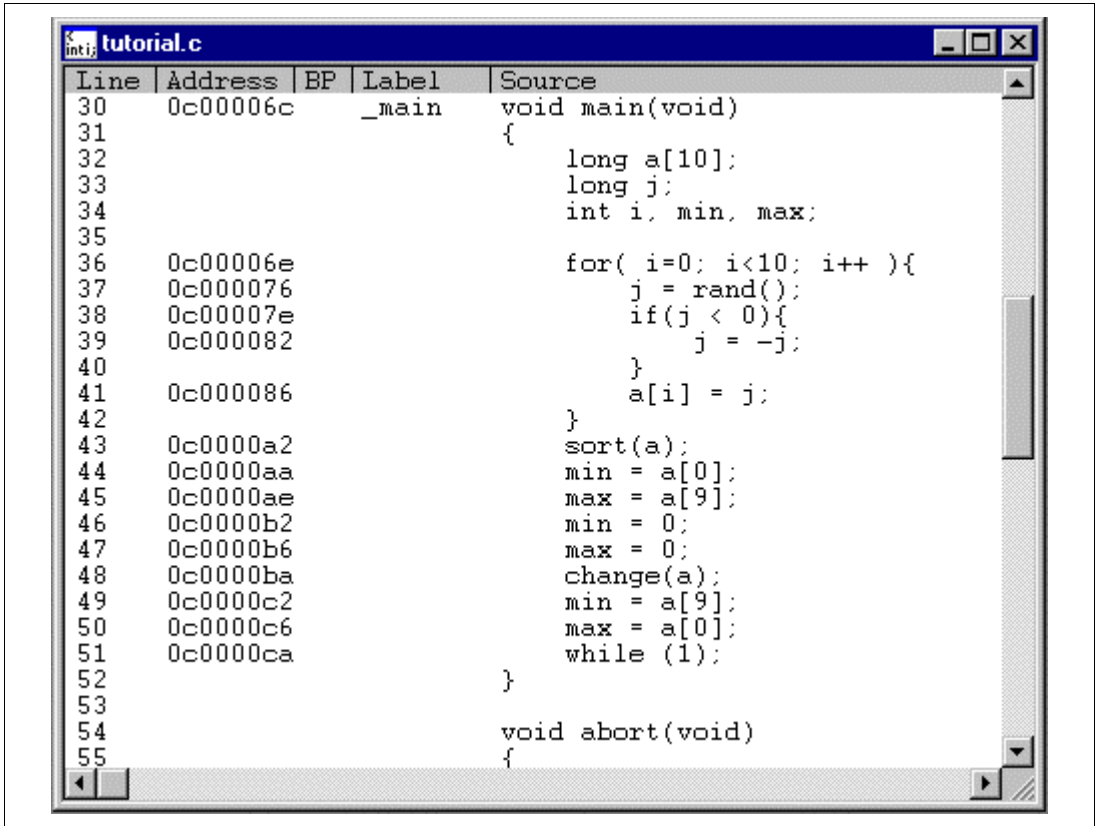 tutorial.c
Line Address BP Label Source
30 0c00006c _main void main(void)
31 {
32 long a[10];
33 long j;
34 int i, min, max;
35
36 0c00006e for( i=0; i<10; i++ ){
37 0c000076 j = rand();
38 0c00007e if(j < 0){
39 0c000082 j = -j;
40 }
41 0c000086 a[i] = j;
42 }
43 0c0000a2 sort(a);
44 0c0000aa min = a[0];
45 0c0000ae max = a[9];
46 0c0000b2 min = 0;
47 0c0000b6 max = 0;
48 0c0000ba change(a);
49 0c0000c2 min = a[9];
50 0c0000c6 max = a[0];
51 0c0000ca while (1);
52 }
53
54 void abort(void)
55 {